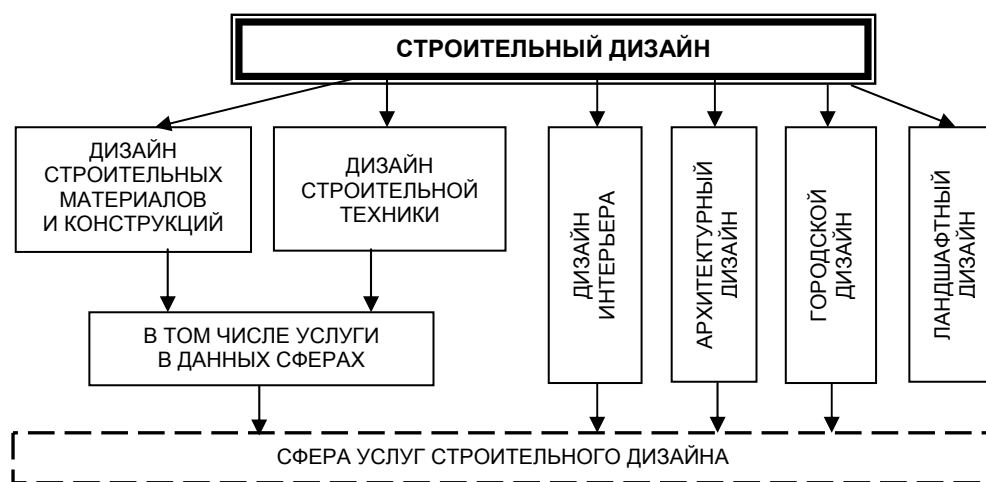 СТРОИТЕЛЬНЫЙ ДИЗАЙН
ДИЗАЙН
СТРОИТЕЛЬНЫХ
МАТЕРИАЛОВ
И КОНСТРУКЦИЙ
ДИЗАЙН
СТРОИТЕЛЬНОЙ
ТЕХНИКИ
ДИЗАЙН
ИНТЕРЬЕРА
АРХИТЕКТУРНЫЙ
ДИЗАЙН
ГОРОДСКОЙ
ДИЗАЙН
ЛАНДШАФТНЫЙ
ДИЗАЙН
В ТОМ ЧИСЛЕ УСЛУГИ
В ДАННЫХ СФЕРАХ
СФЕРА УСЛУГ СТРОИТЕЛЬНОГО ДИЗАЙНА